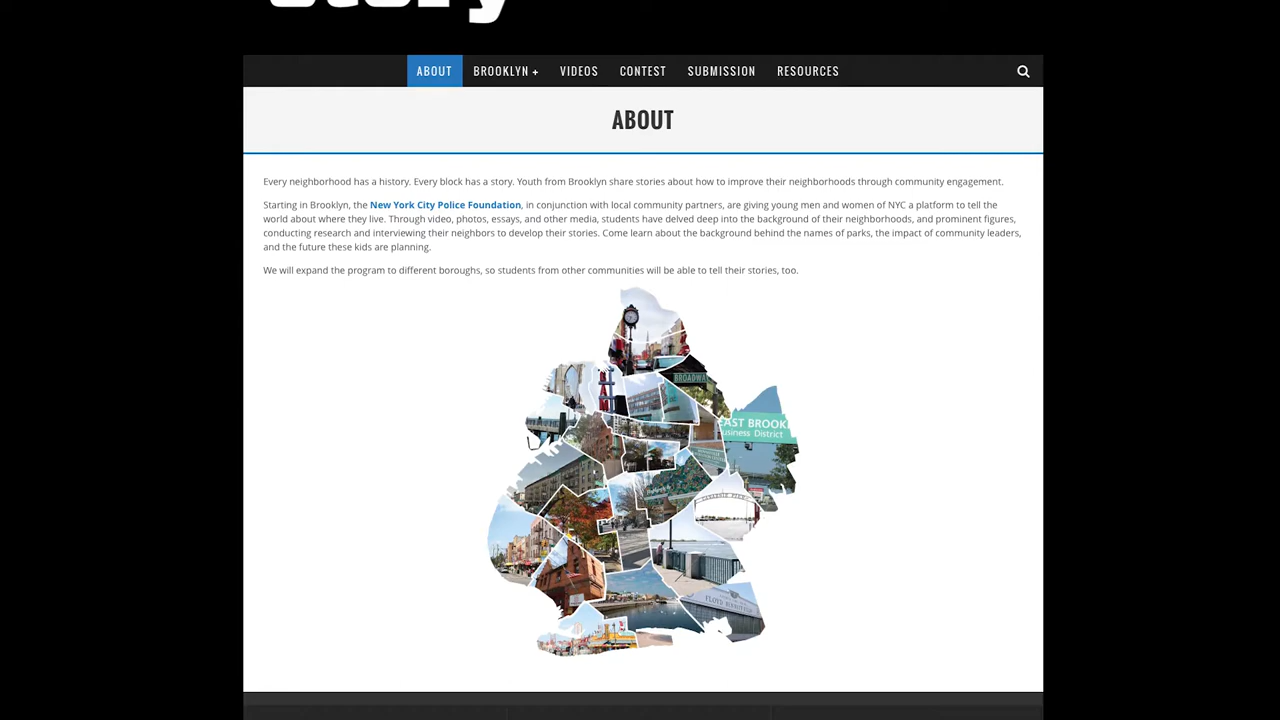 Story
ABOUT BROOKLYN + VIDEOS CONTEST SUBMISSION RESOURCES
ABOUT
Every neighborhood has a history. Every block has a story. Youth from Brooklyn share stories about how to improve their neighborhoods through community engagement.
Starting in Brooklyn, the New York City Police Foundation, in conjunction with local community partners, are giving young men and women of NYC a platform to tell the
world about where they live. Through video, photos, essays, and other media, students have delved deep into the background of their neighborhoods, and prominent figures,
conducting research and interviewing their neighbors to develop their stories. Come learn about the background behind the names of parks, the impact of community leaders,
and the future these kids are planning.
We will expand the program to different boroughs, so students from other communities will be able to tell their stories, too.
BROADWA
EAST BROOK
usiness District
FLOYD BENNETT FIELD